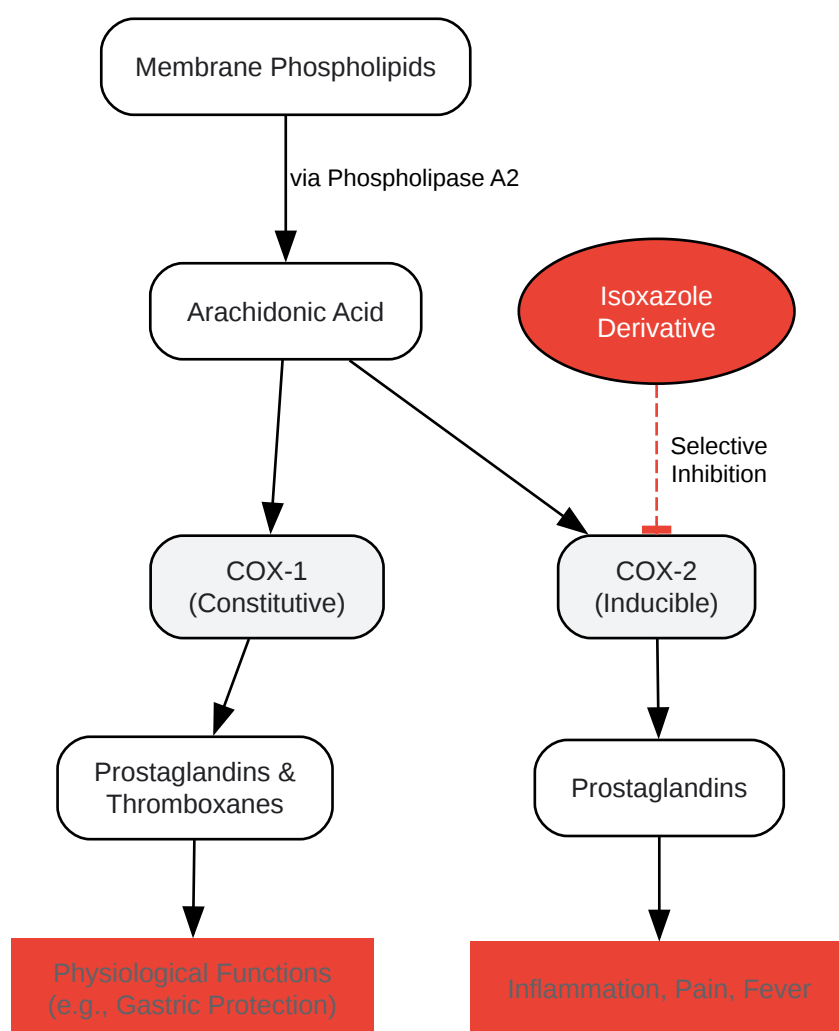 Membrane Phospholipids
via Phospholipase A2
Arachidonic Acid
Isoxazole
Derivative
Selective
Inhibition
COX-1
(Constitutive)
COX-2
(Inducible)
Prostaglandins &
Thromboxanes
Prostaglandins
Physiological Functions
(e.g., Gastric Protection)
Inflammation, Pain, Fever